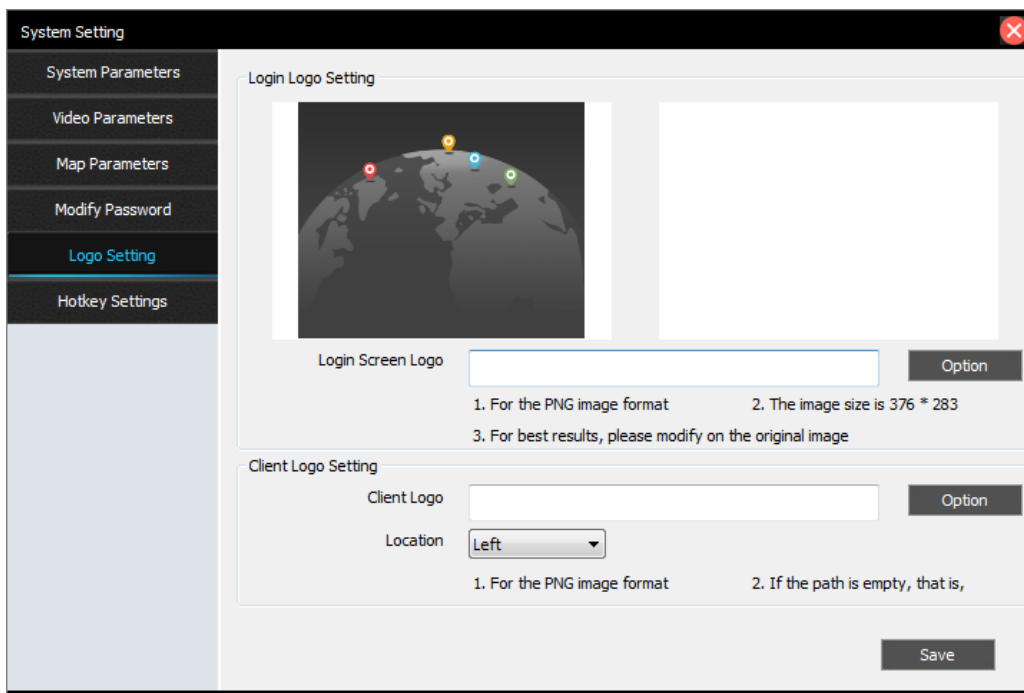 System Setting
System Parameters
Video Parameters
Map Parameters
Modify Password
Logo Setting
Hotkey Settings
Login Logo Setting
Login Screen Logo
Option
1. For the PNG image format 2. The image size is 376 * 283
3. For best results, please modify on the original image
Client Logo Setting
Client Logo
Option
Location
Left
1. For the PNG image format 2. If the path is empty, that is,
Save